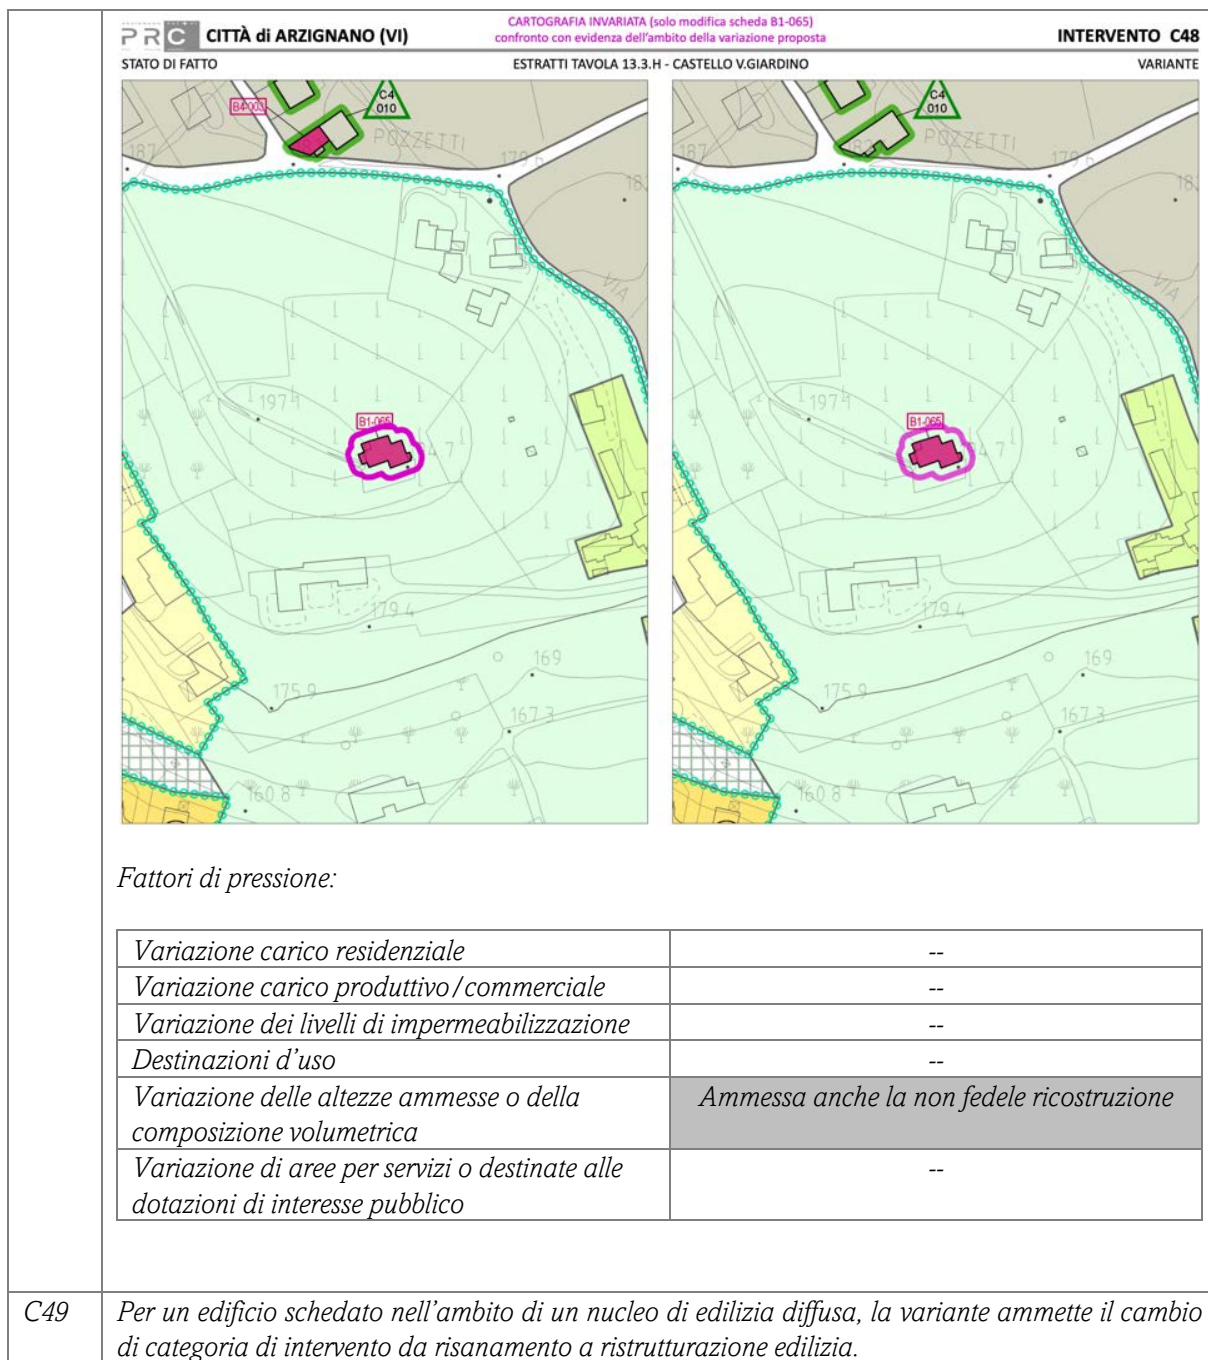 PRC CITTÀ di ARZIGNANO (VI)
CARTOGRAFIA INVARIATA (solo modifica scheda B1-065)
confronto con evidenza dell'ambito della variazione proposta
INTERVENTO C48
STATO DI FATTO
ESTRATTI TAVOLA 13.3.H - CASTELLO V.GIARDINO
VARIANTE
C4
010
187
POZZETTI
179.6
VIA
197.1
B1-065
179.4
169
175.9
167.3
160.8
C4
010
187
POZZETTI
VIA
197.1
B1-065
179.4
169
175.9
167.3
160.8
Fattori di pressione:
Variazione carico residenziale --
Variazione carico produttivo/commerciale --
Variazione dei livelli di impermeabilizzazione --
Destinazioni d'uso --
Variazione delle altezze ammesse o della Ammessa anche la non fedele ricostruzione
composizione volumetrica
Variazione di aree per servizi o destinate alle --
dotazioni di interesse pubblico
C49 Per un edificio schedato nell'ambito di un nucleo di edilizia diffusa, la variante ammette il cambio
di categoria di intervento da risanamento a ristrutturazione edilizia.